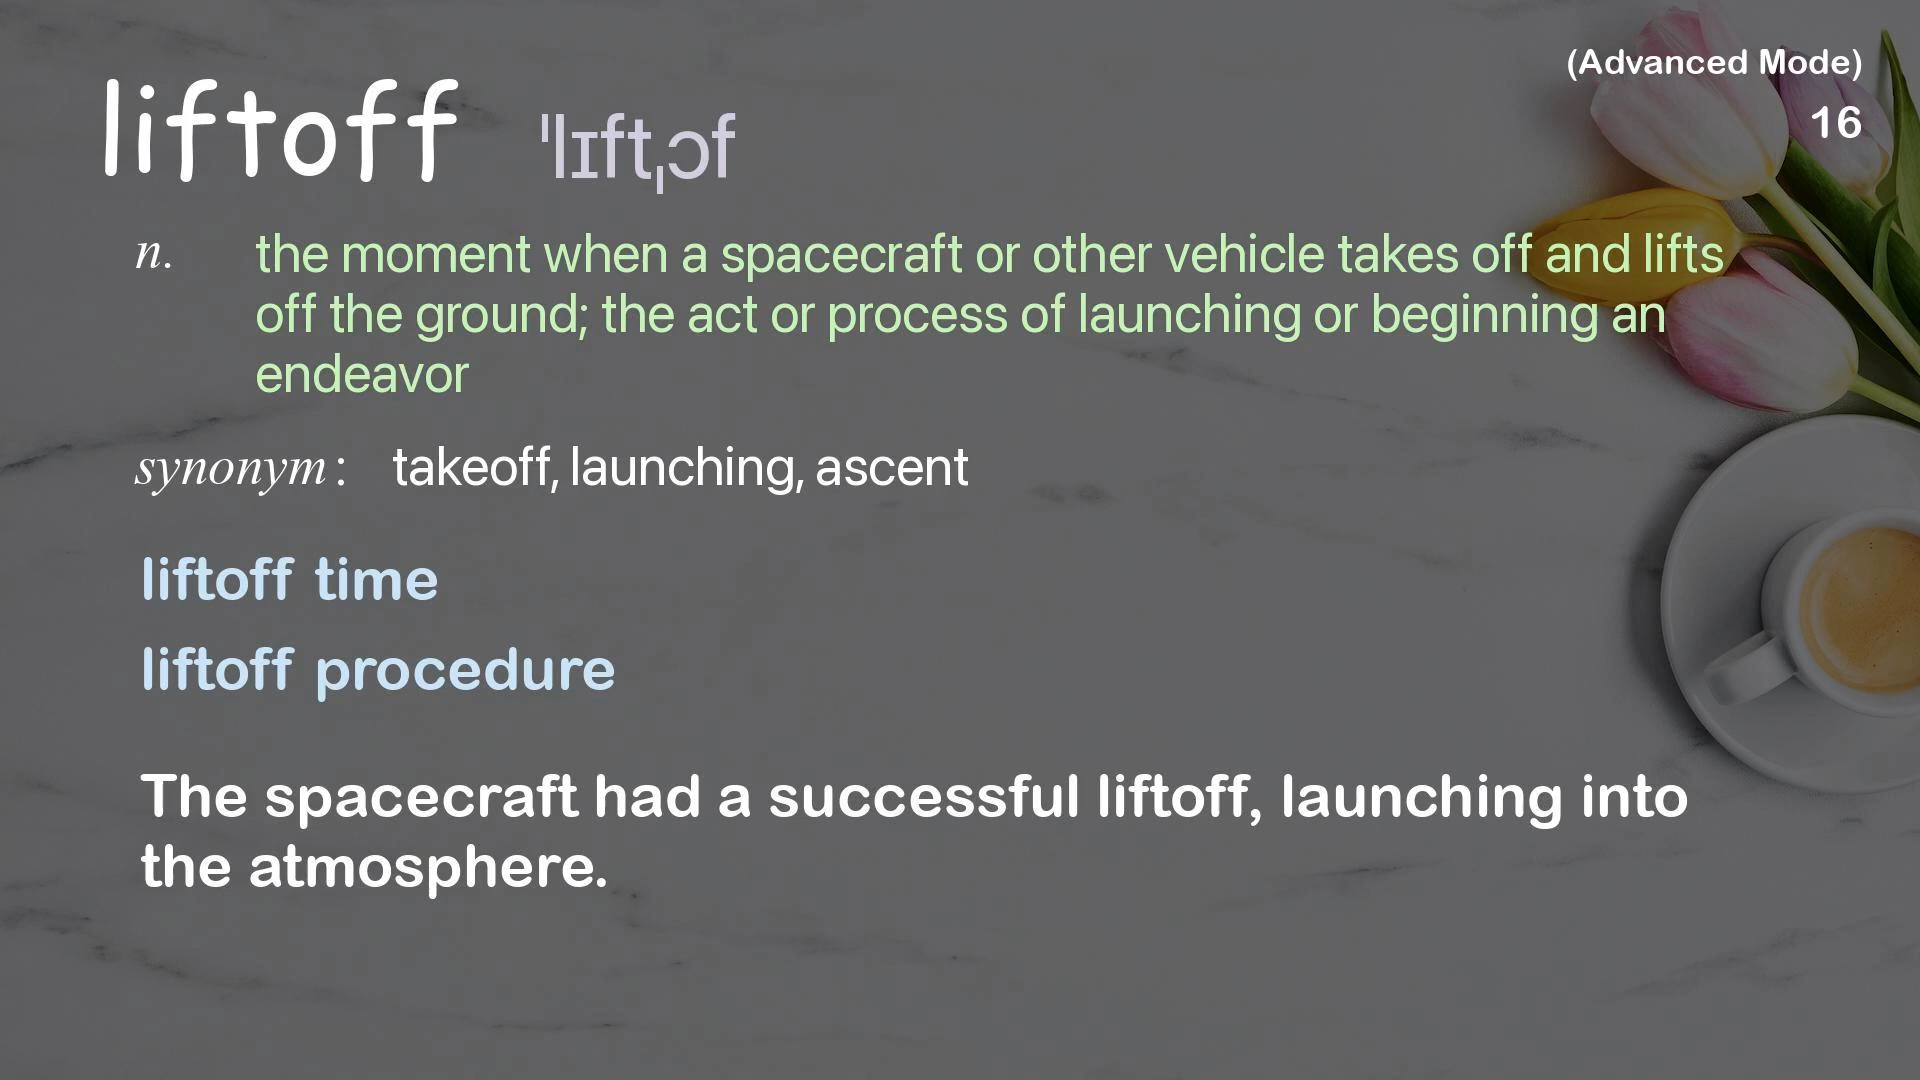 (Advanced Mode)
16
liftoff ˈlɪftˌɔf
n. the moment when a spacecraft or other vehicle takes off and lifts
off the ground; the act or process of launching or beginning an
endeavor
synonym: takeoff, launching, ascent
liftoff time
liftoff procedure
The spacecraft had a successful liftoff, launching into
the atmosphere.